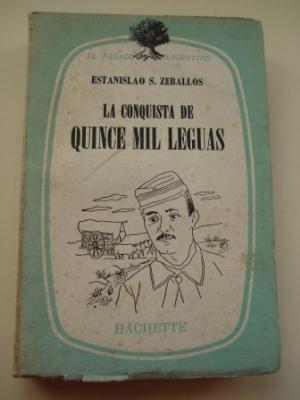 EL PASADO ARGENTINO
ESTANISLAO S. ZEBALLOS
LA CONQUISTA DE
QUINCE MIL LEGUAS
HACHETTE